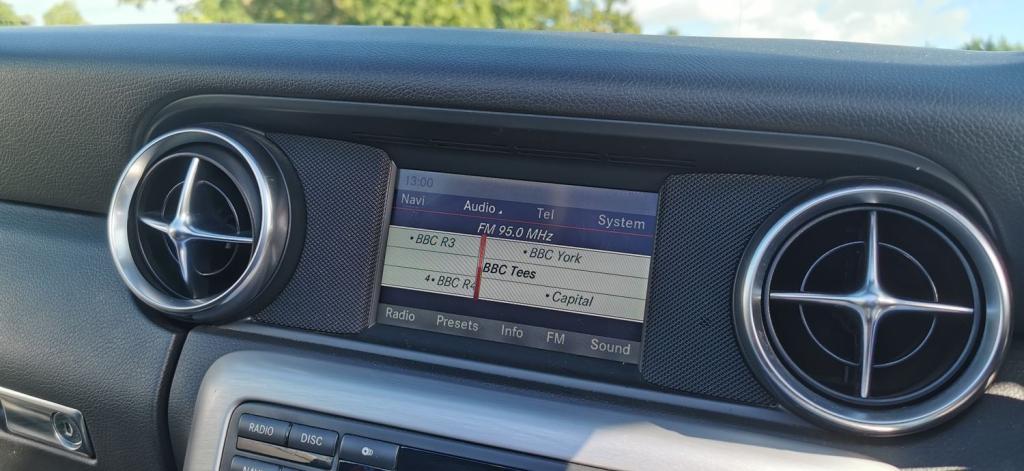 13:00
Navi Audio Tel System
FM 95.0 MHz
• BBC R3 • BBC York
BBC Tees
4• BBC R4 • Capital
Radio Presets Info FM Sound
RADIO DISC